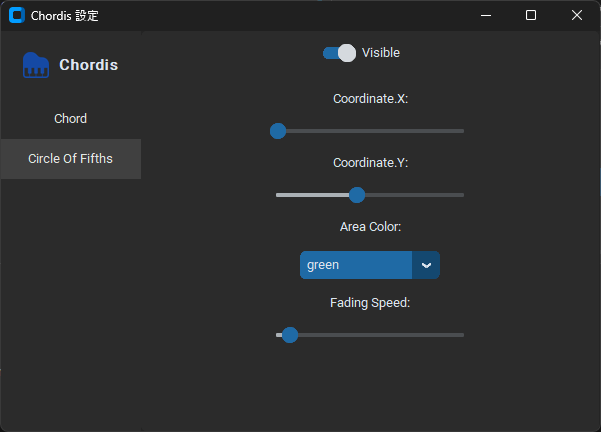 Chordis 設定
Chordis
Chord
Circle Of Fifths
Visible
Coordinate.X:
Coordinate.Y:
Area Color:
green
Fading Speed: